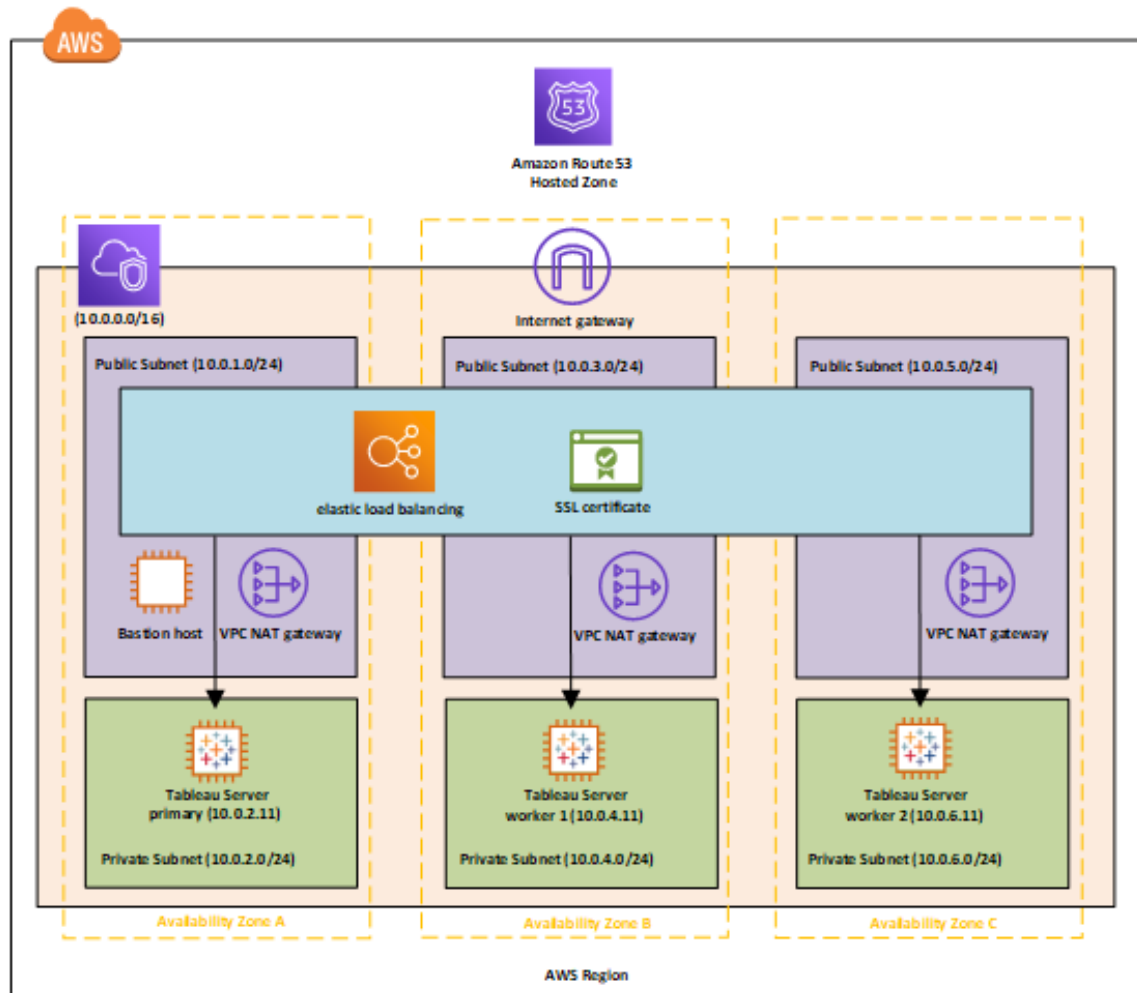 AWS
53
Amazon Route 53
Hosted Zone
(10.0.0.0/16)
Internet gateway
Public Subnet (10.0.1.0/24)
Public Subnet (10.0.3.0/24)
Public Subnet (10.0.5.0/24)
elastic load balancing
SSL certificate
Bastion host
VPC NAT gateway
VPC NAT gateway
VPC NAT gateway
Tableau Server
primary (10.0.2.11)
Tableau Server
worker 1 (10.0.4.11)
Tableau Server
worker 2 (10.0.6.11)
Private Subnet (10.0.2.0/24)
Private Subnet (10.0.4.0/24)
Private Subnet (10.0.6.0/24)
Availability Zone A
Availability Zone B
Availability Zone C
AWS Region